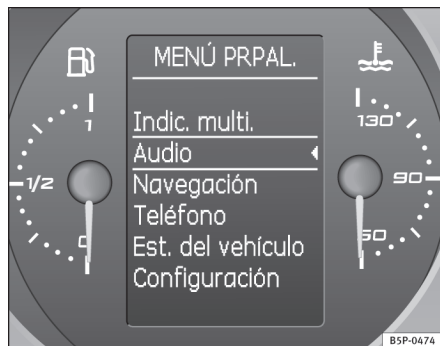 MENÚ PRPAL.
Indic. multi.
Audio
Navegación
Teléfono
Est. del vehículo
Configuración
1
1/2
0
130
90
50
B5P-0474